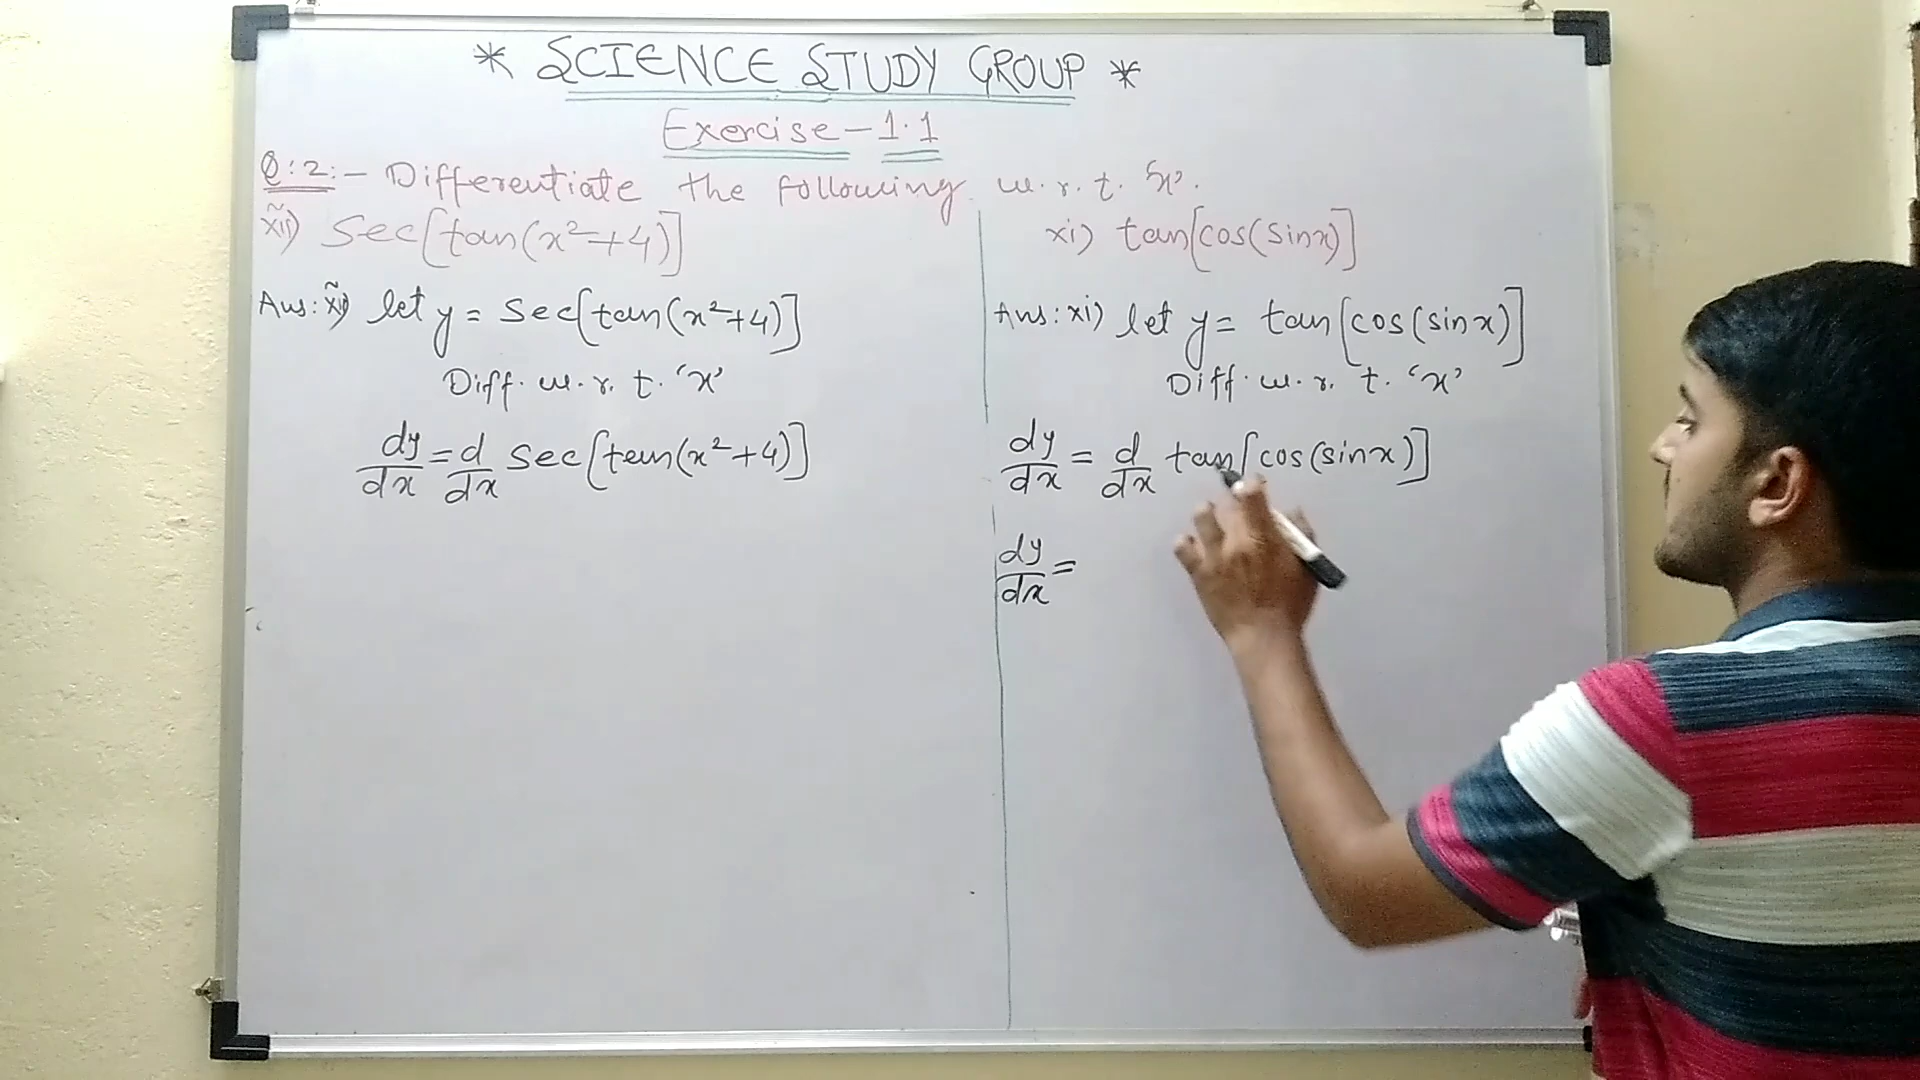 * SCIENCE STUDY GROUP *
Exercise - 1.1
Q:2:- Differentiate the following w.r.t. 'x'.
xii) Sec[tan(x²+4)]
Ans: xii) let y = Sec[tan(x²+4)]
Diff. w.r.t. 'x'
dy/dx = d/dx Sec[tan(x²+4)]
xi) tan[cos(sinx)]
Ans: xi) let y = tan[cos(sinx)]
Diff. w.r.t. 'x'
dy/dx = d/dx tan[cos(sinx)]
dy/dx =